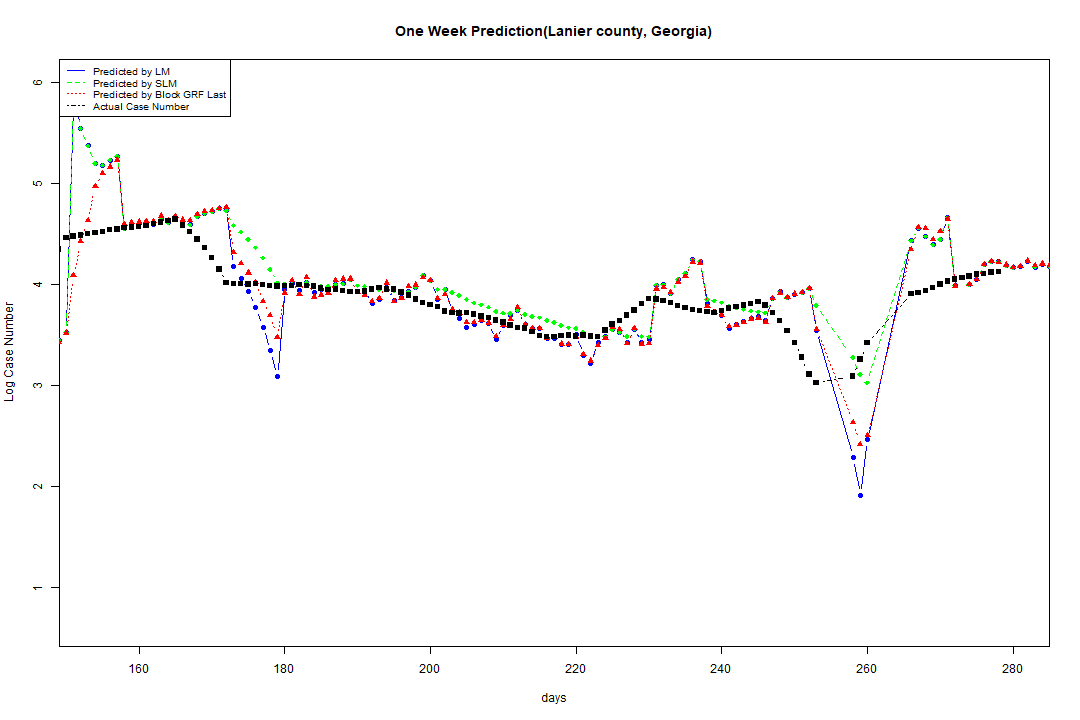 One Week Prediction(Lanier county, Georgia)
Predicted by LM
Predicted by SLM
Predicted by Block GRF Last
Actual Case Number
6
5
4
3
2
1
Log Case Number
160 180 200 220 240 260 280
days